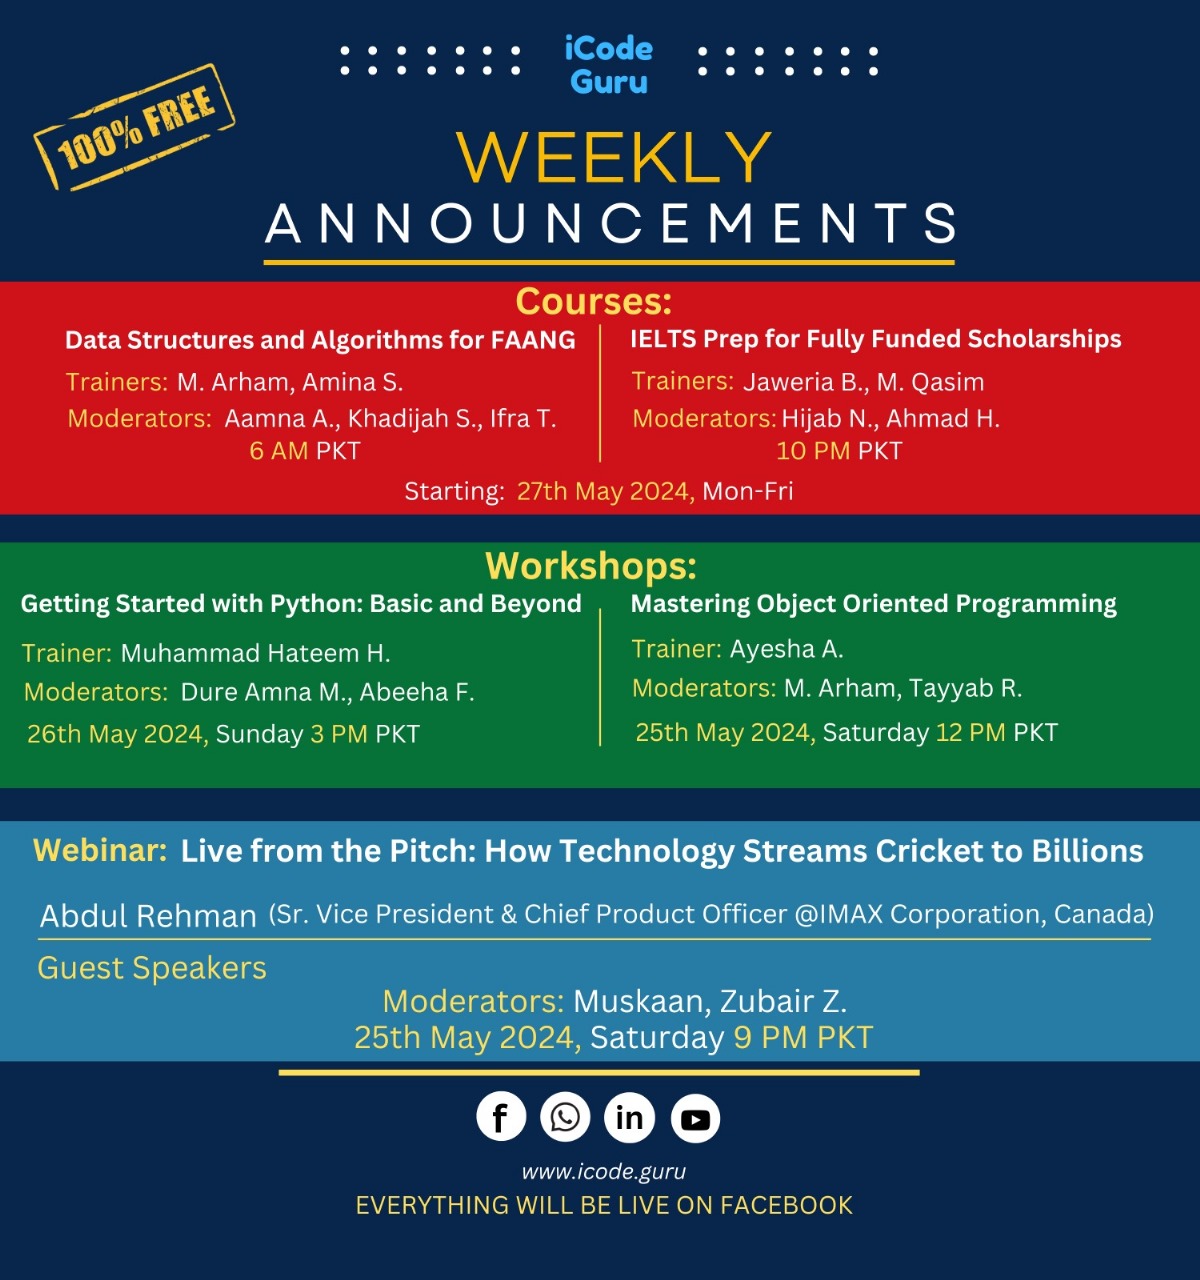 iCode
Guru
100% FREE
WEEKLY
ANNOUNCEMENTS
Courses:
Data Structures and Algorithms for FAANG
Trainers: M. Arham, Amina S.
Moderators: Aamna A., Khadijah S., Ifra T.
6 AM PKT
IELTS Prep for Fully Funded Scholarships
Trainers: Jaweria B., M. Qasim
Moderators: Hijab N., Ahmad H.
10 PM PKT
Starting: 27th May 2024, Mon-Fri
Workshops:
Getting Started with Python: Basic and Beyond
Trainer: Muhammad Hateem H.
Moderators: Dure Amna M., Abeeha F.
26th May 2024, Sunday 3 PM PKT
Mastering Object Oriented Programming
Trainer: Ayesha A.
Moderators: M. Arham, Tayyab R.
25th May 2024, Saturday 12 PM PKT
Webinar: Live from the Pitch: How Technology Streams Cricket to Billions
Abdul Rehman (Sr. Vice President & Chief Product Officer @IMAX Corporation, Canada)
Guest Speakers
Moderators: Muskaan, Zubair Z.
25th May 2024, Saturday 9 PM PKT
www.icode.guru
EVERYTHING WILL BE LIVE ON FACEBOOK